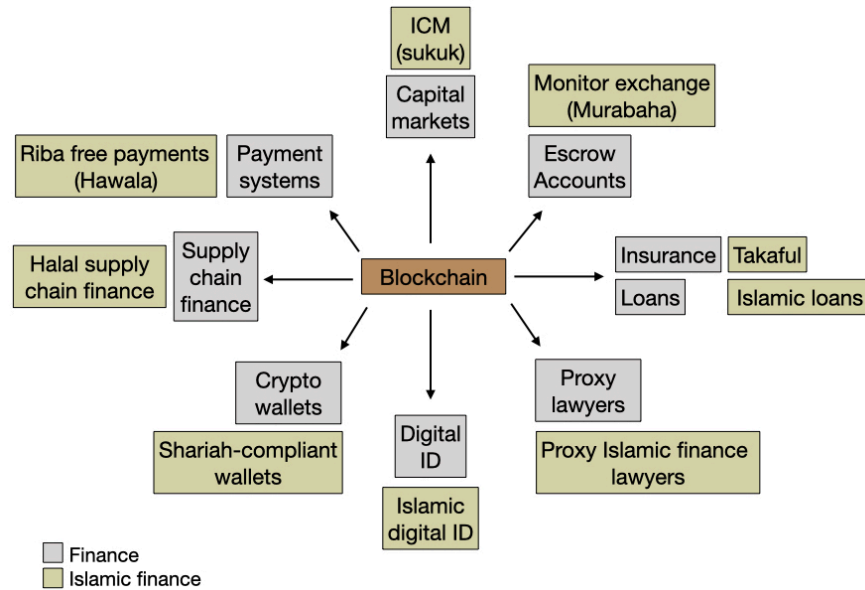 ICM
(sukuk)
Capital
markets
Monitor exchange
(Murabaha)
Escrow
Accounts
Riba free payments
(Hawala)
Payment
systems
Halal supply
chain finance
Supply
chain
finance
Blockchain
Insurance
Takaful
Loans
Islamic loans
Crypto
wallets
Shariah-compliant
wallets
Digital
ID
Islamic
digital ID
Proxy
lawyers
Proxy Islamic finance
lawyers
Finance
Islamic finance